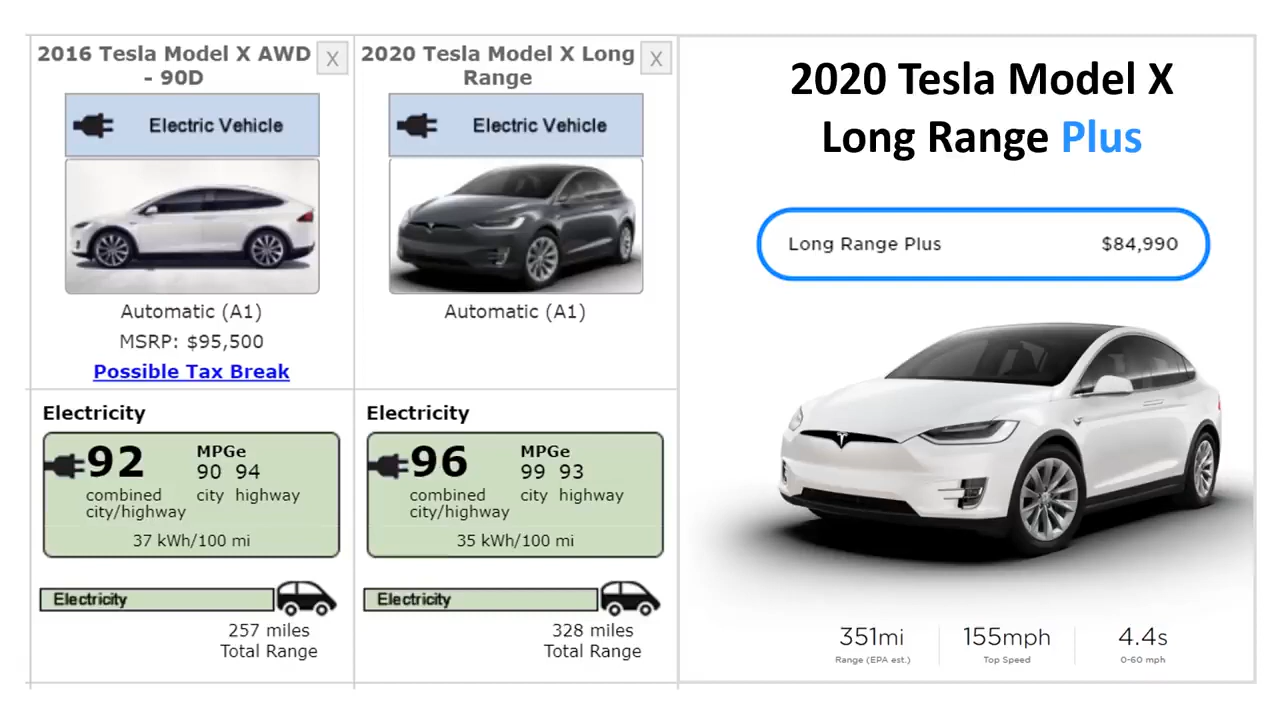 2016 Tesla Model X AWD
- 90D
X
Electric Vehicle
Automatic (A1)
MSRP: $95,500
Possible Tax Break
Electricity
92
MPGe
90 94
combined
city/highway
city highway
37 kWh/100 mi
Electricity
257 miles
Total Range
2020 Tesla Model X Long
Range
X
Electric Vehicle
Automatic (A1)
Electricity
96
MPGe
99 93
combined
city/highway
city highway
35 kWh/100 mi
Electricity
328 miles
Total Range
2020 Tesla Model X
Long Range Plus
Long Range Plus $84,990
351mi 155mph 4.4s
Range (EPA est.) Top Speed 0-60 mph